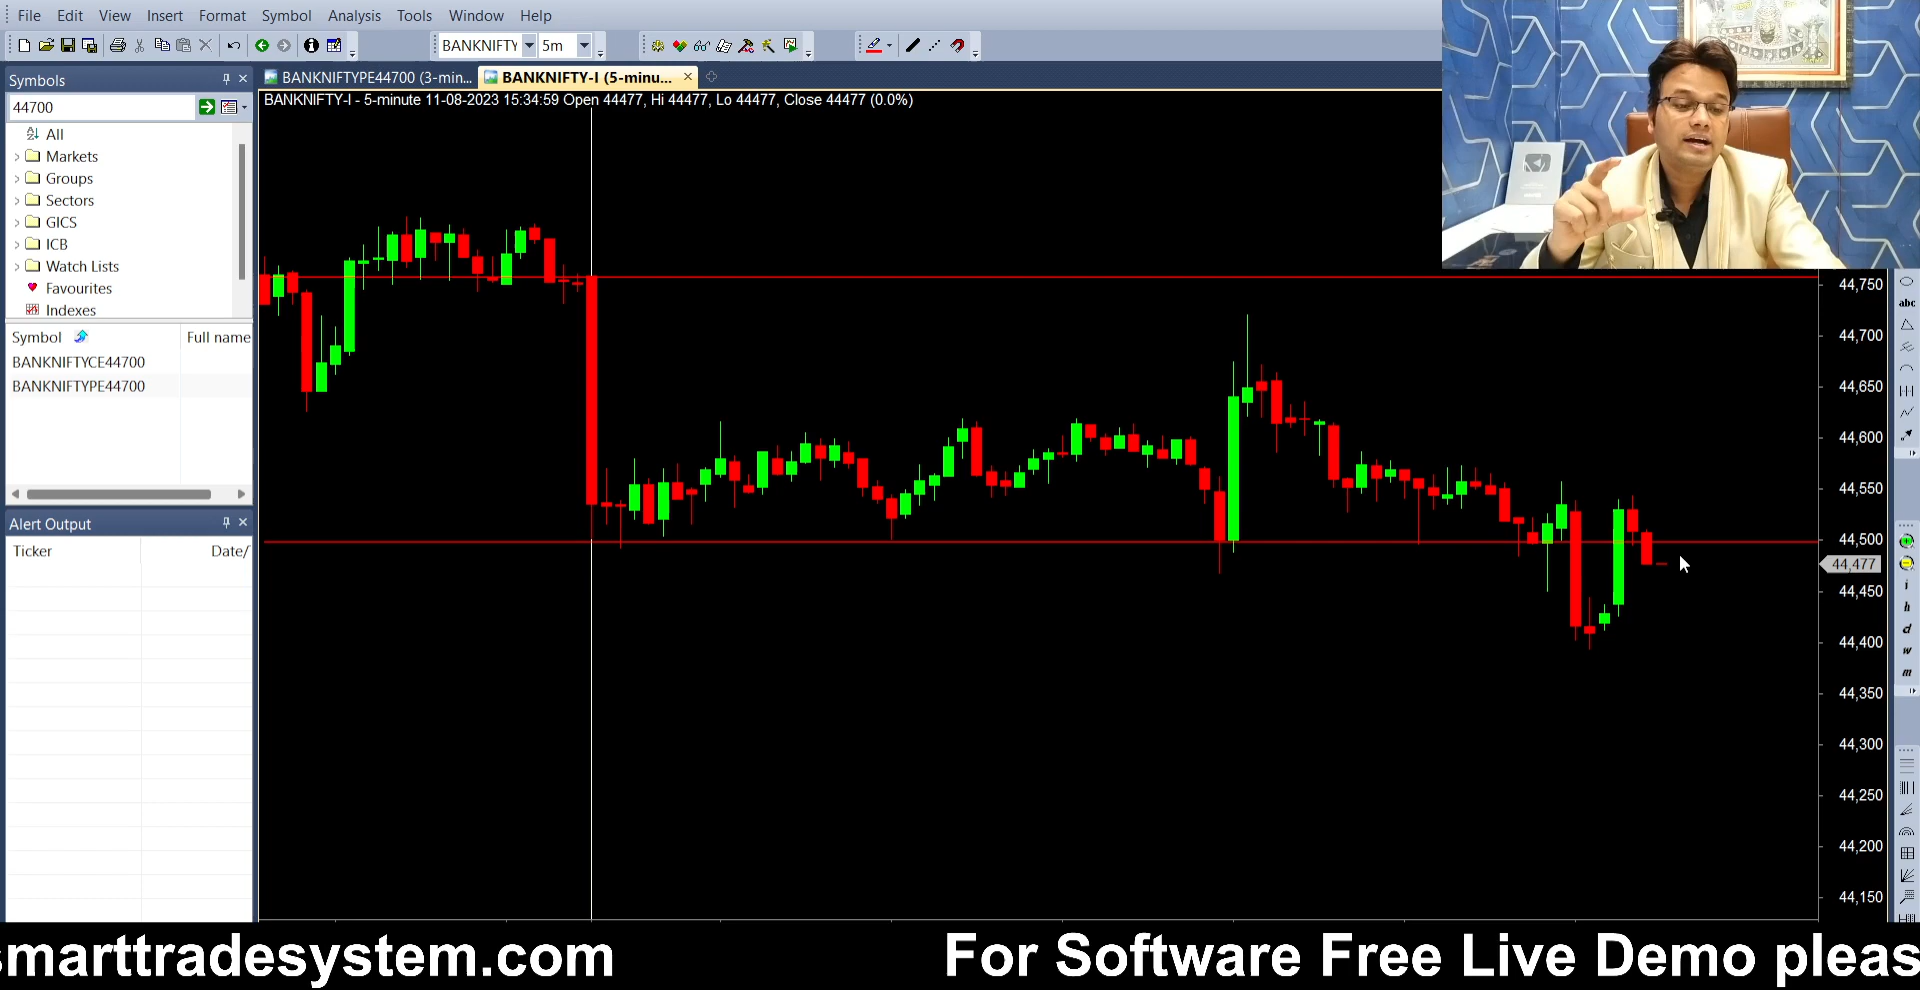 File Edit View Insert Format Symbol Analysis Tools Window Help
BANKNIFTY 5m
Symbols
BANKNIFTYPE44700 (3-min... BANKNIFTY-I (5-minu...
44700
BANKNIFTY-I - 5-minute 11-08-2023 15:34:59 Open 44477, Hi 44477, Lo 44477, Close 44477 (0.0%)
All
Markets
Groups
Sectors
GICS
ICB
Watch Lists
Favourites
Indexes
Symbol Full name
BANKNIFTYCE44700
BANKNIFTYPE44700
Alert Output
Ticker Date/
44,750
44,700
44,650
44,600
44,550
44,500
44,477
44,450
44,400
44,350
44,300
44,250
44,200
44,150
abc
i
h
d
w
m
smarttradesystem.com For Software Free Live Demo pleas